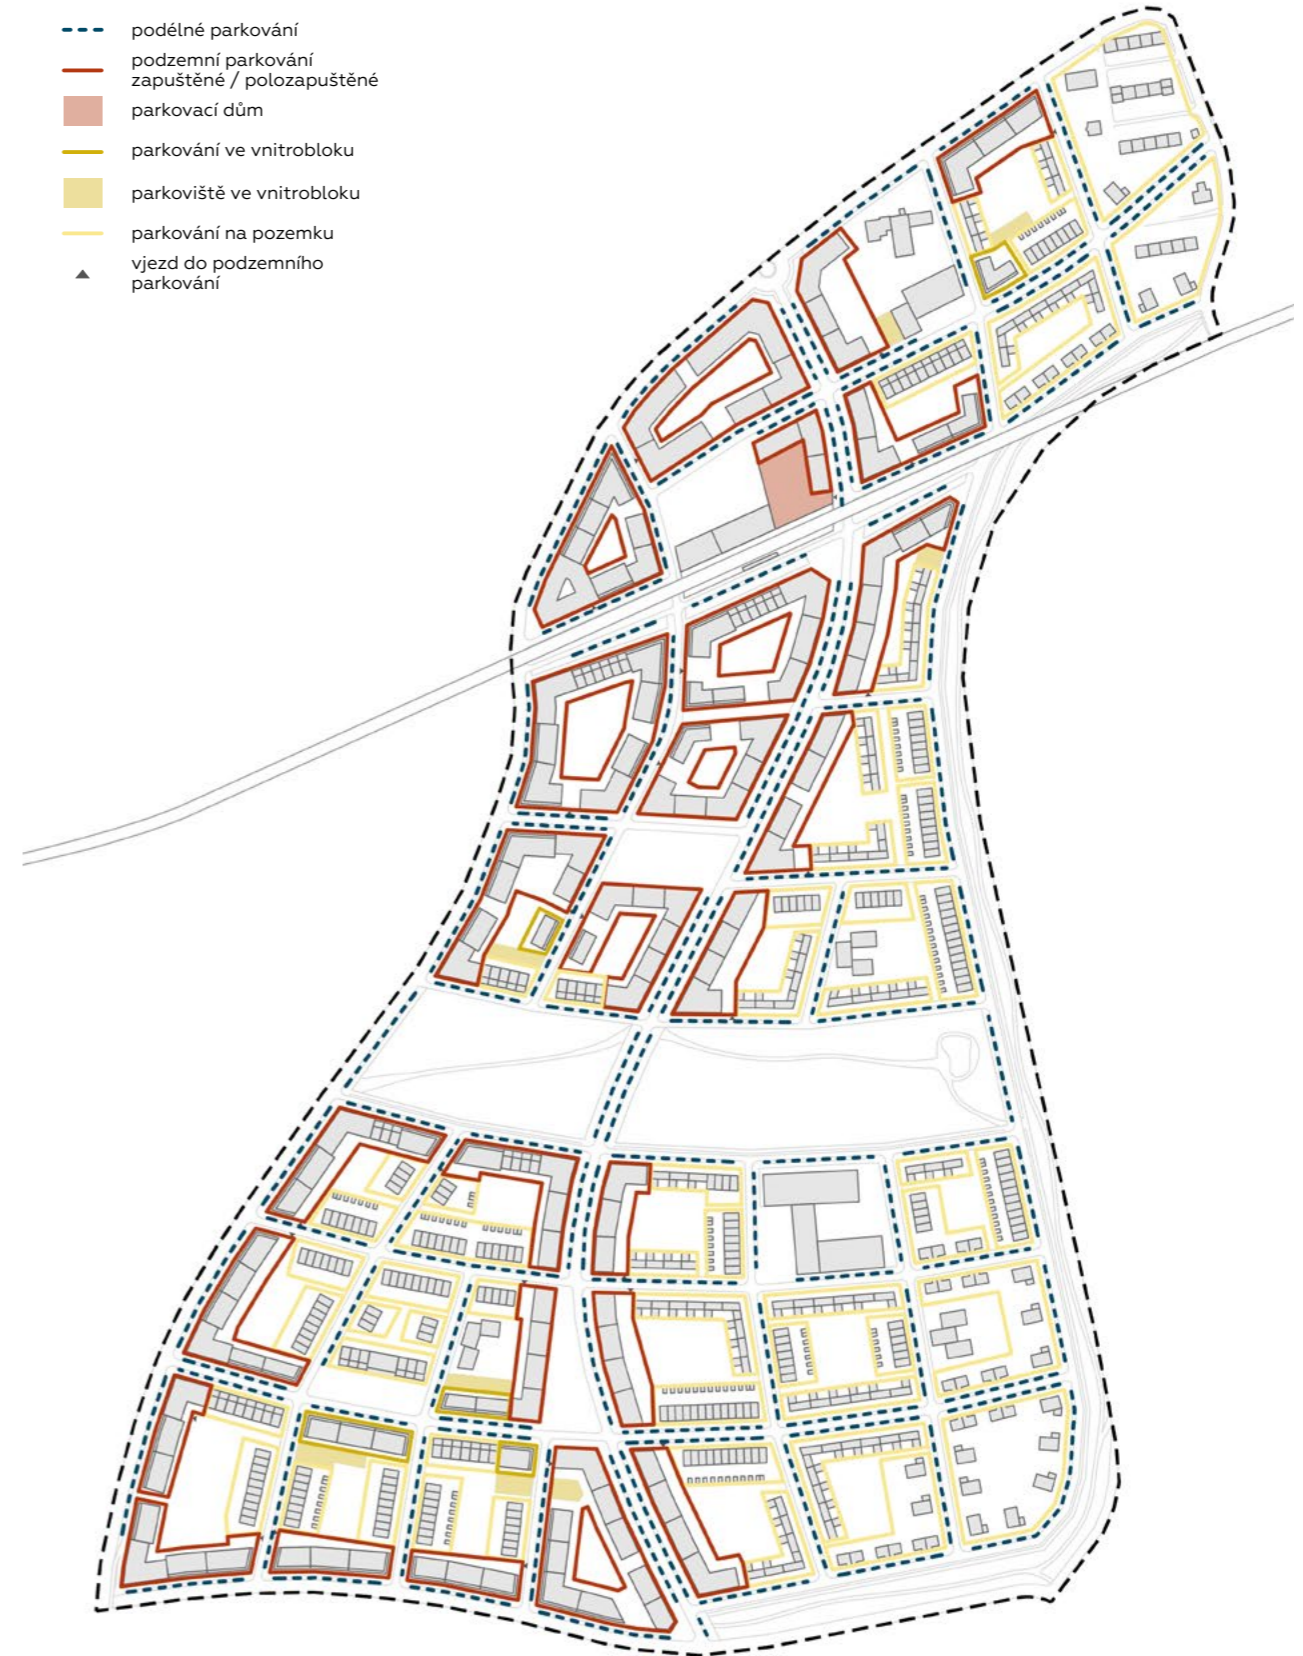 podélné parkování
podzemní parkování
zapuštěné / polozapuštěné
parkovací dům
parkování ve vnitrobloku
parkoviště ve vnitrobloku
parkování na pozemku
vjezd do podzemního
parkování